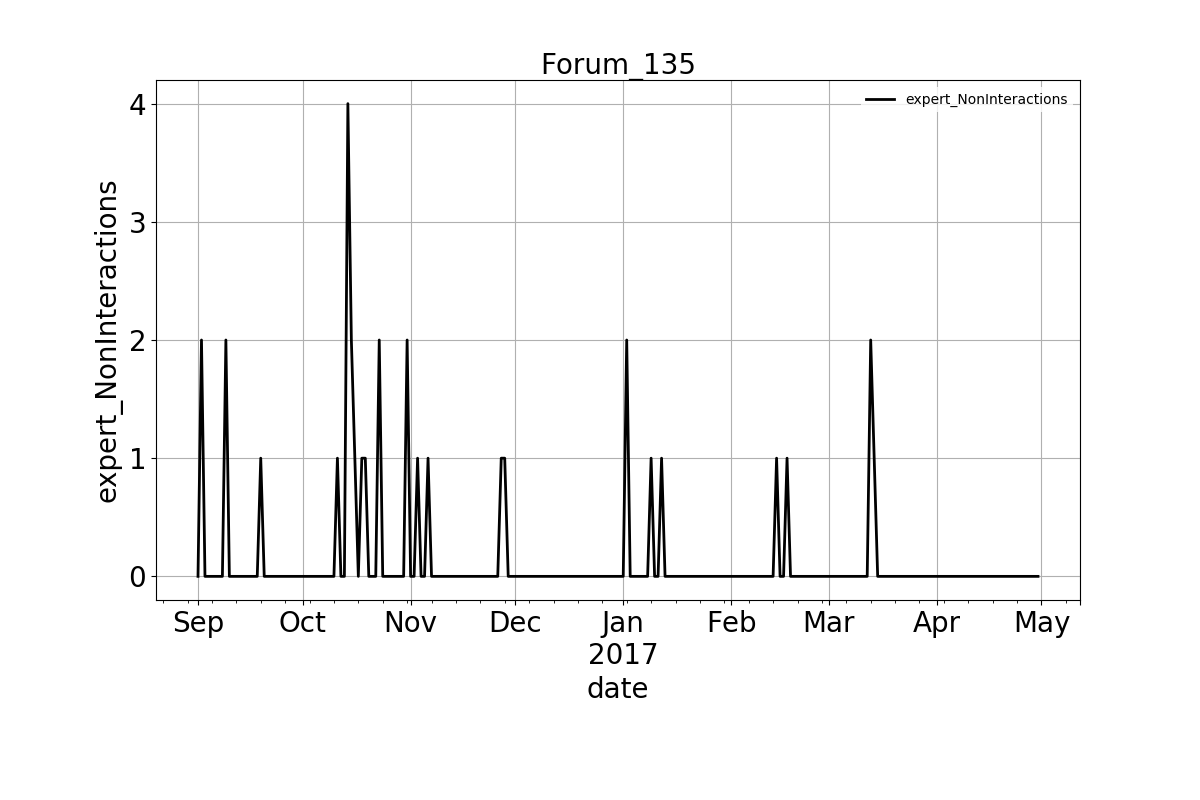 Forum_135
expert_NonInteractions
expert_NonInteractions
4
3
2
1
0
Sep Oct Nov Dec Jan Feb Mar Apr May
2017
date